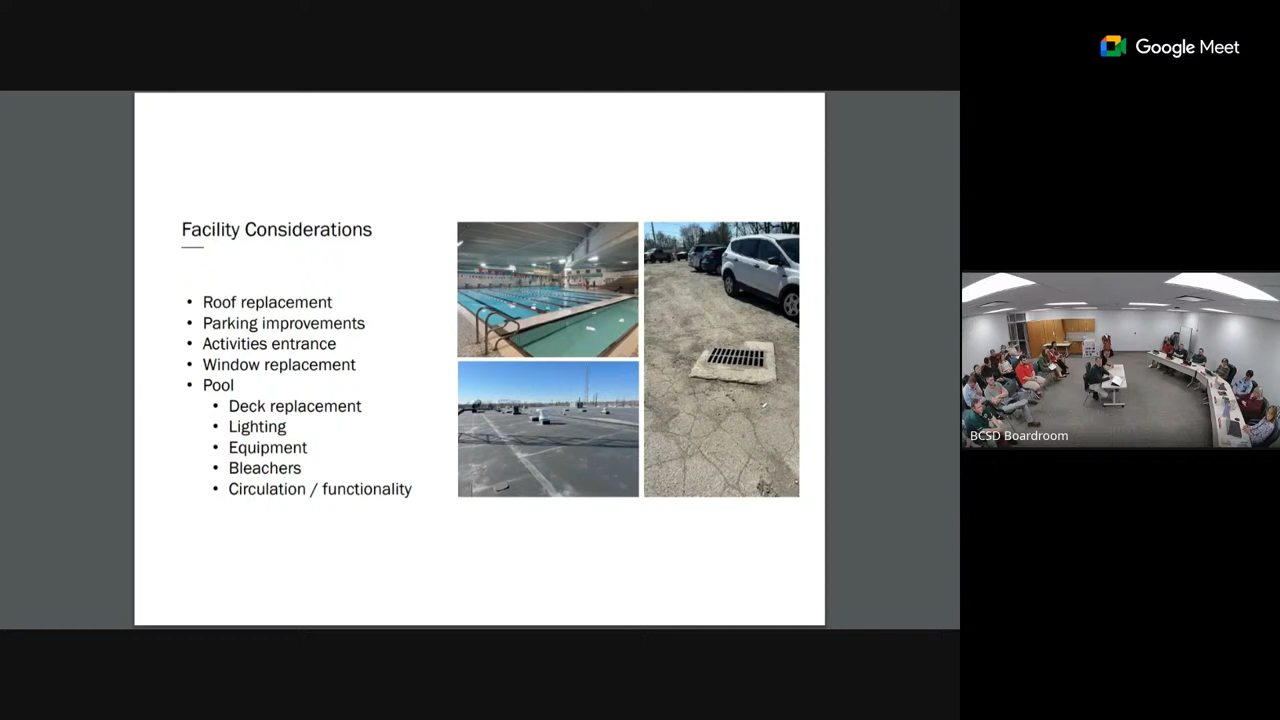 Google Meet
Facility Considerations
• Roof replacement
• Parking improvements
• Activities entrance
• Window replacement
• Pool
• Deck replacement
• Lighting
• Equipment
• Bleachers
• Circulation / functionality
BCSD Boardroom